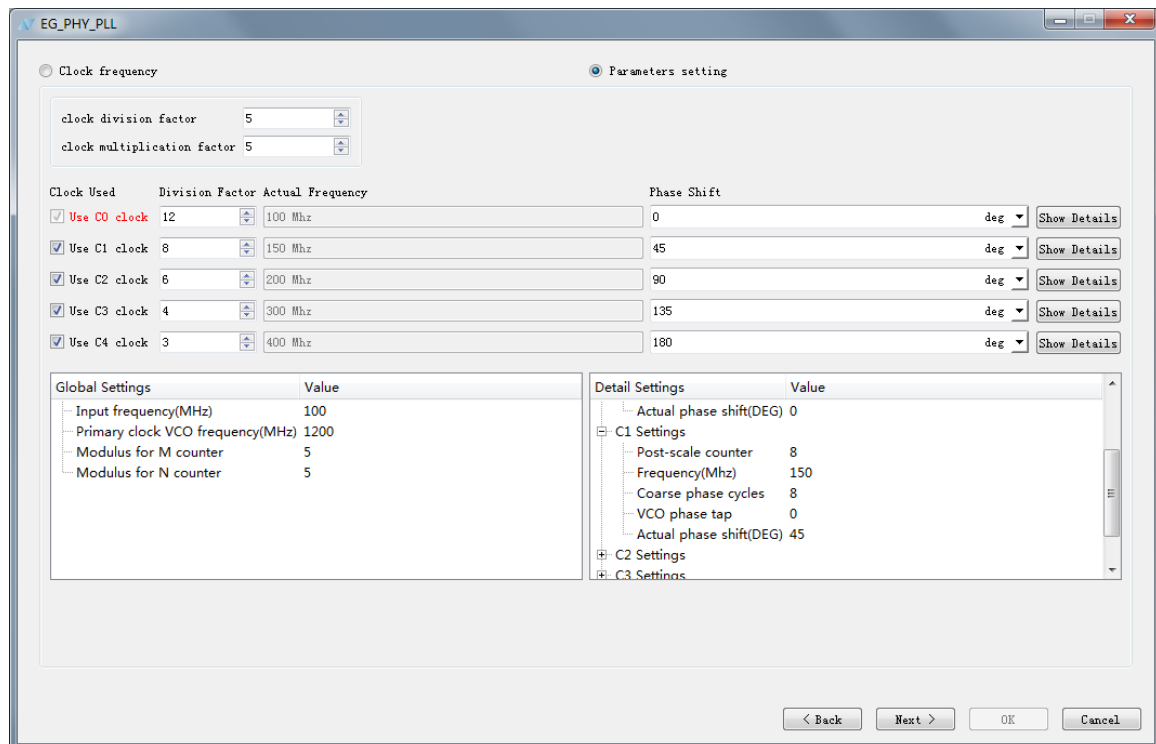 EG_PHY_PLL
Clock frequency Parameters setting
clock division factor 5
clock multiplication factor 5
Clock Used Division Factor Actual Frequency Phase Shift
Use C0 clock 12 100 Mhz 0 deg Show Details
Use C1 clock 8 150 Mhz 45 deg Show Details
Use C2 clock 6 200 Mhz 90 deg Show Details
Use C3 clock 4 300 Mhz 135 deg Show Details
Use C4 clock 3 400 Mhz 180 deg Show Details
Global Settings Value
Input frequency(MHz) 100
Primary clock VCO frequency(MHz) 1200
Modulus for M counter 5
Modulus for N counter 5
Detail Settings Value
Actual phase shift(DEG) 0
C1 Settings
Post-scale counter 8
Frequency(Mhz) 150
Coarse phase cycles 8
VCO phase tap 0
Actual phase shift(DEG) 45
C2 Settings
C3 Settings
< Back Next > OK Cancel